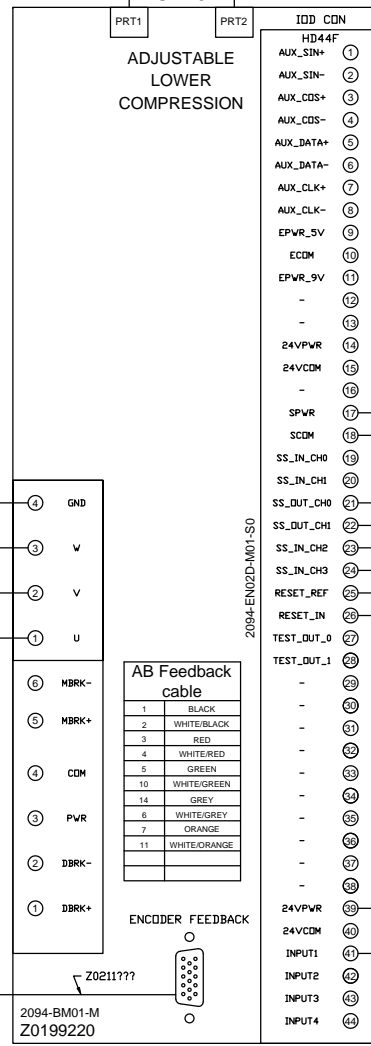 PRT1 PRT2
ADJUSTABLE
LOWER
COMPRESSION
IOD CON
HD44F
AUX_SIN+ 1
AUX_SIN- 2
AUX_COS+ 3
AUX_COS- 4
AUX_DATA+ 5
AUX_DATA- 6
AUX_CLK+ 7
AUX_CLK- 8
EPWR_5V 9
ECOM 10
EPWR_9V 11
- 12
- 13
24VPWR 14
24VCOM 15
- 16
SPWR 17
SCOM 18
SS_IN_CH0 19
SS_IN_CH1 20
SS_OUT_CH0 21
SS_OUT_CH1 22
SS_IN_CH2 23
SS_IN_CH3 24
RESET_REF 25
RESET_IN 26
TEST_OUT_0 27
TEST_OUT_1 28
- 29
- 30
- 31
- 32
- 33
- 34
- 35
- 36
- 37
- 38
24VPWR 39
24VCOM 40
INPUT1 41
INPUT2 42
INPUT3 43
INPUT4 44
2094-EN02D-M01-S0
4 GND
3 W
2 V
1 U
6 MBRK-
5 MBRK+
4 COM
3 PWR
2 DBRK-
1 DBRK+
AB Feedback
cable
1 BLACK
2 WHITE/BLACK
3 RED
4 WHITE/RED
5 GREEN
10 WHITE/GREEN
14 GREY
6 WHITE/GREY
7 ORANGE
11 WHITE/ORANGE
ENCODER FEEDBACK
Z0211???
2094-BM01-M
Z0199220